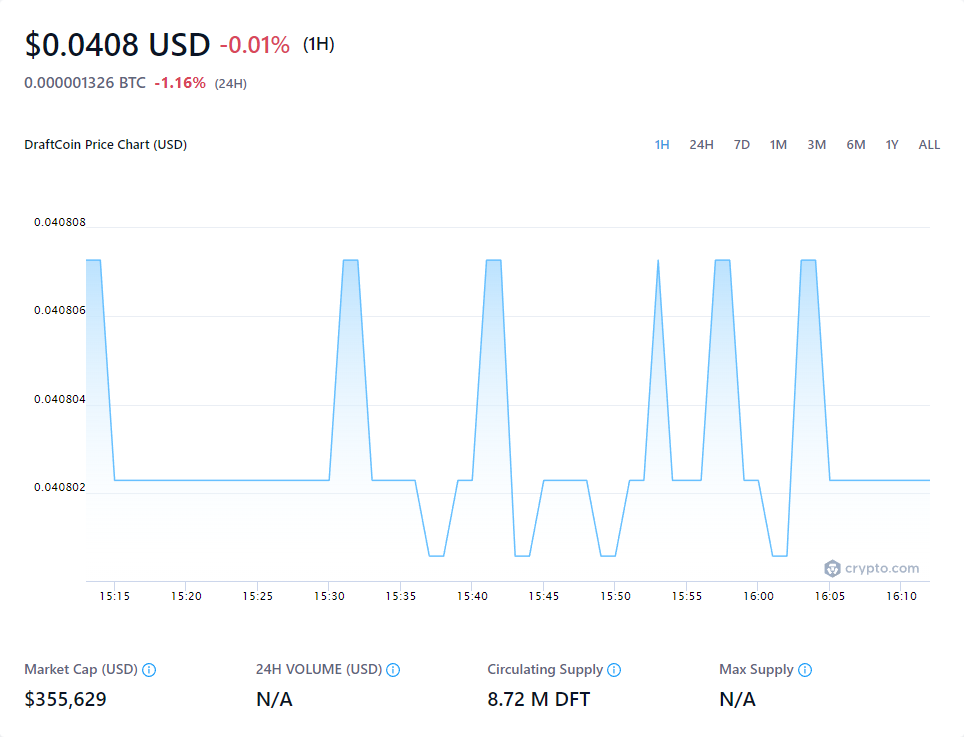 $0.0408 USD -0.01% (1H)
0.000001326 BTC -1.16% (24H)
DraftCoin Price Chart (USD) 1H 24H 7D 1M 3M 6M 1Y ALL
0.040808
0.040806
0.040804
0.040802
crypto.com
15:15 15:20 15:25 15:30 15:35 15:40 15:45 15:50 15:55 16:00 16:05 16:10
Market Cap (USD) 24H VOLUME (USD) Circulating Supply Max Supply
$355,629 N/A 8.72 M DFT N/A